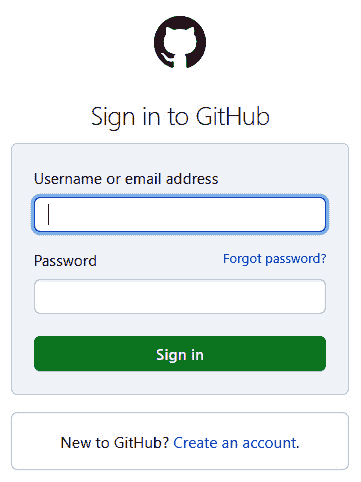 Sign in to GitHub
Username or email address
Password Forgot password?
Sign in
New to GitHub? Create an account.